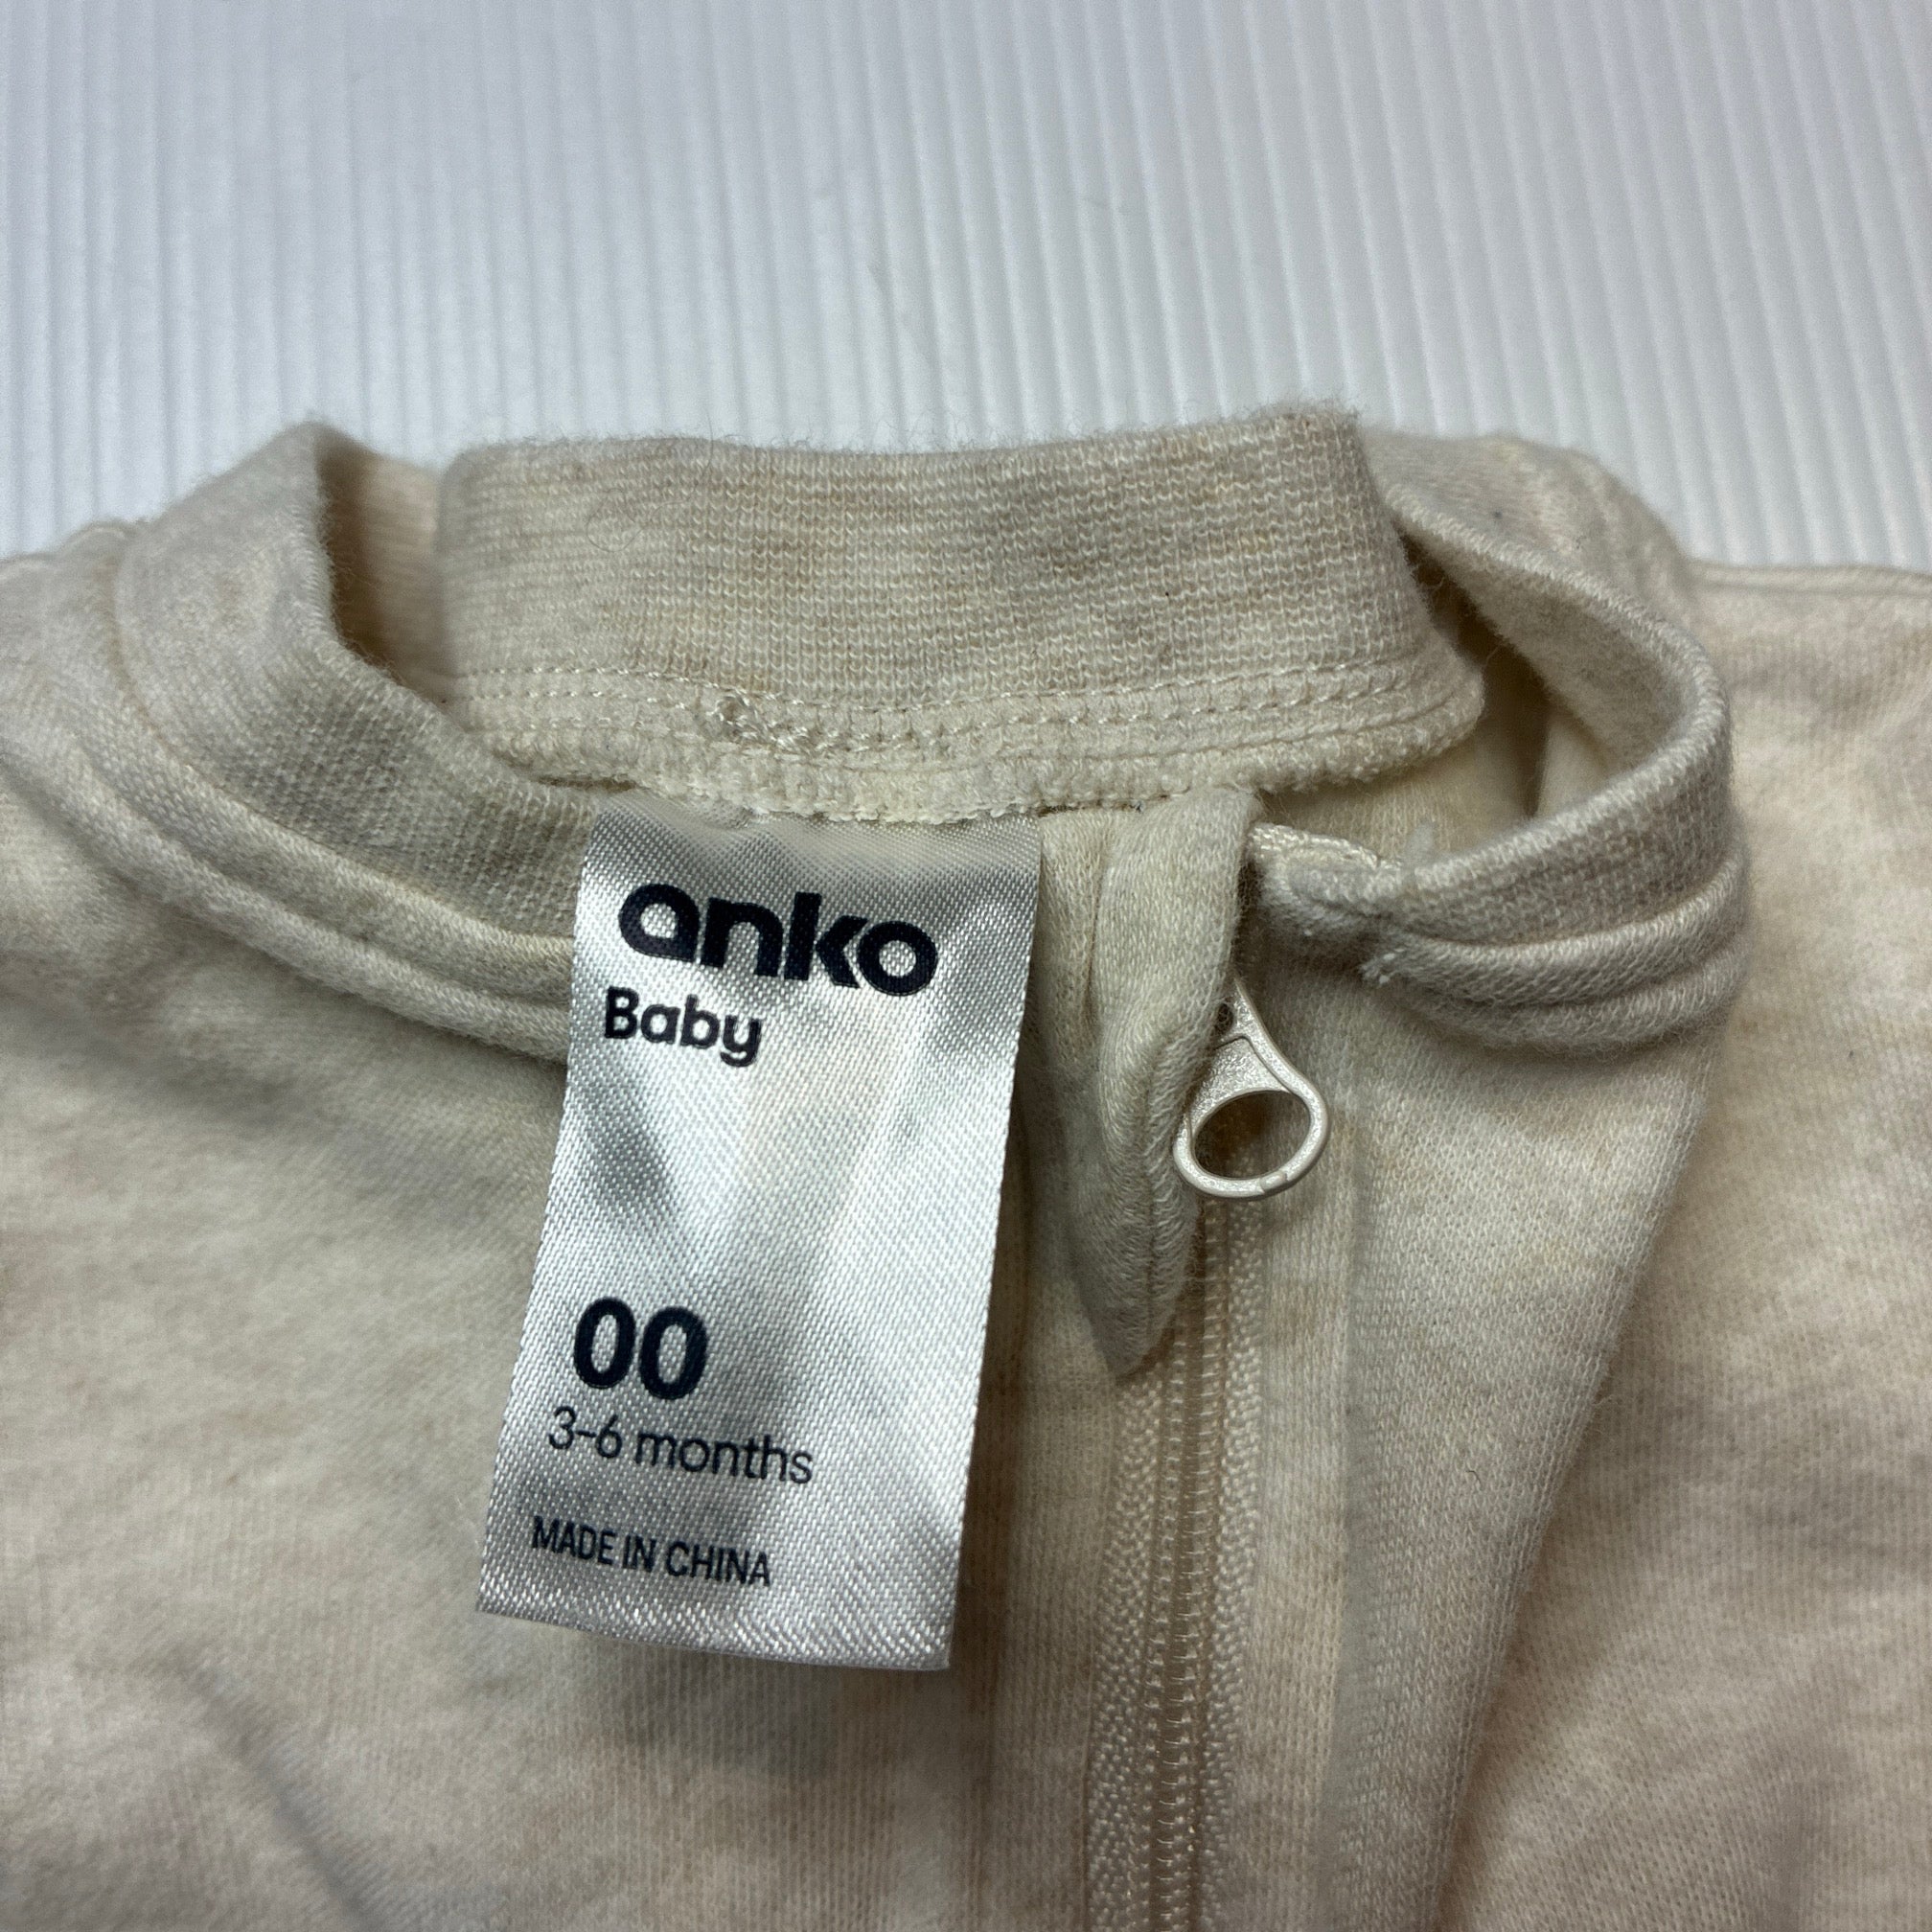 anko
Baby
00
3-6 months
MADE IN CHINA